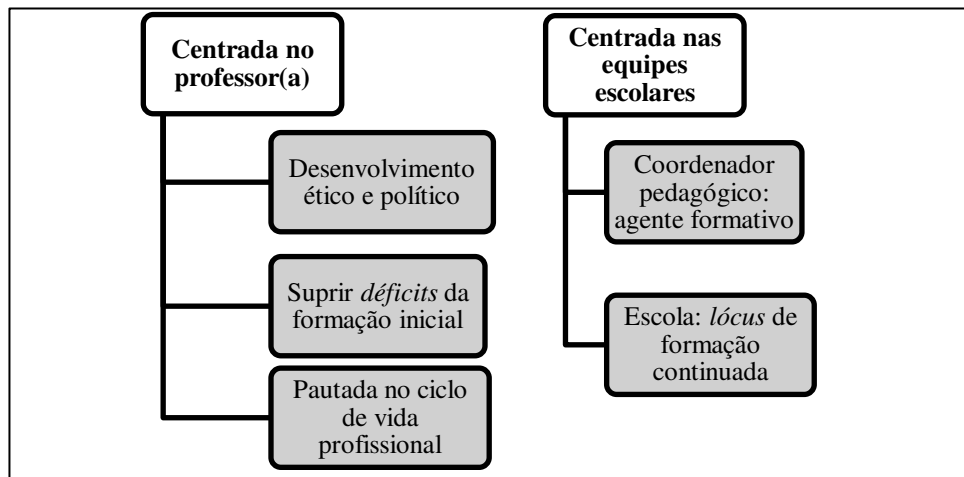 Centrada no
professor(a)
Desenvolvimento
ético e político
Suprir déficits da
formação inicial
Pautada no ciclo
de vida
profissional
Centrada nas
equipes
escolares
Coordenador
pedagógico:
agente formativo
Escola: lócus de
formação
continuada